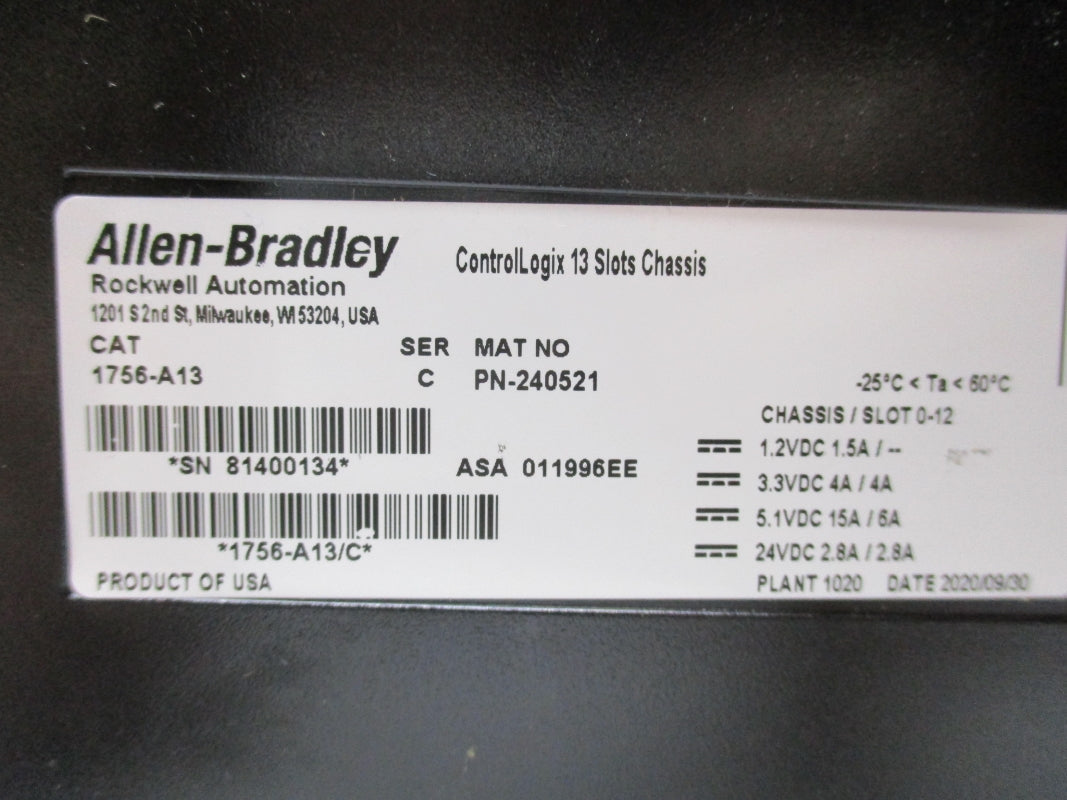 Allen-Bradley
ControlLogix 13 Slots Chassis
Rockwell Automation
1201 S 2nd St, Milwaukee, WI 53204, USA
CAT SER MAT NO
1756-A13 C PN-240521
-25°C < Ta < 60°C
CHASSIS / SLOT 0-12
1.2VDC 1.5A / --
*SN 81400134* ASA 011996EE
3.3VDC 4A / 4A
5.1VDC 15A / 6A
*1756-A13/C*
24VDC 2.8A / 2.8A
PRODUCT OF USA
PLANT 1020 DATE 2020/09/30